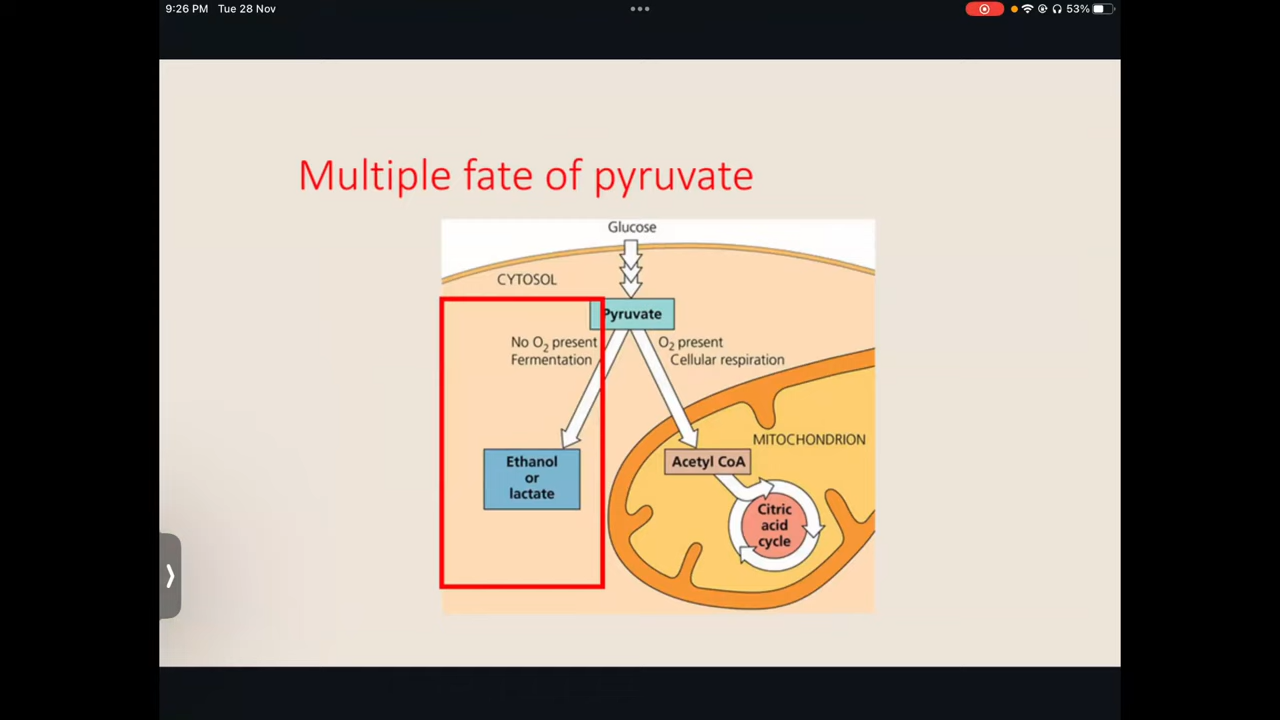 9:26 PM Tue 28 Nov
53%
Multiple fate of pyruvate
Glucose
CYTOSOL
Pyruvate
No O₂ present
Fermentation
O₂ present
Cellular respiration
MITOCHONDRION
Ethanol
or
lactate
Acetyl CoA
Citric
acid
cycle